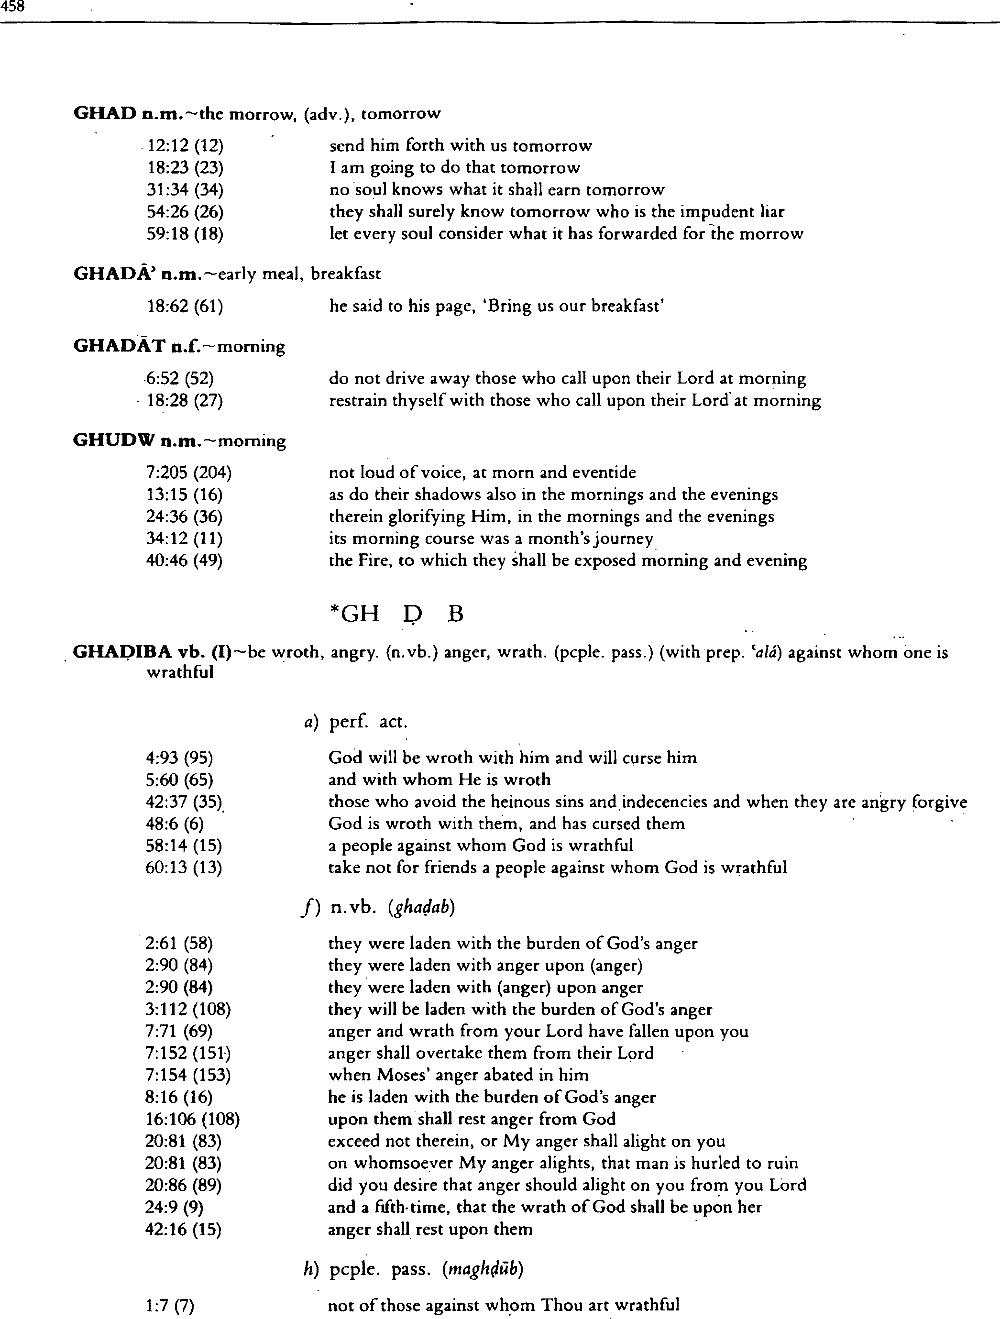 458
GHAD n.m.~the morrow, (adv.), tomorrow
12:12 (12) send him forth with us tomorrow
18:23 (23) I am going to do that tomorrow
31:34 (34) no soul knows what it shall earn tomorrow
54:26 (26) they shall surely know tomorrow who is the impudent liar
59:18 (18) let every soul consider what it has forwarded for the morrow
GHADĀʾ n.m.~early meal, breakfast
18:62 (61) he said to his page, ‘Bring us our breakfast’
GHADĀT n.f.~morning
6:52 (52) do not drive away those who call upon their Lord at morning
18:28 (27) restrain thyself with those who call upon their Lord at morning
GHUDW n.m.~morning
7:205 (204) not loud of voice, at morn and eventide
13:15 (16) as do their shadows also in the mornings and the evenings
24:36 (36) therein glorifying Him, in the mornings and the evenings
34:12 (11) its morning course was a month's journey
40:46 (49) the Fire, to which they shall be exposed morning and evening
*GH Ḍ B
GHAḌIBA vb. (I)~be wroth, angry. (n.vb.) anger, wrath. (pcple. pass.) (with prep. ʿalá) against whom one is
wrathful
a) perf. act.
4:93 (95) God will be wroth with him and will curse him
5:60 (65) and with whom He is wroth
42:37 (35) those who avoid the heinous sins and indecencies and when they are angry forgive
48:6 (6) God is wroth with them, and has cursed them
58:14 (15) a people against whom God is wrathful
60:13 (13) take not for friends a people against whom God is wrathful
f) n.vb. (ghaḍab)
2:61 (58) they were laden with the burden of God's anger
2:90 (84) they were laden with anger upon (anger)
2:90 (84) they were laden with (anger) upon anger
3:112 (108) they will be laden with the burden of God's anger
7:71 (69) anger and wrath from your Lord have fallen upon you
7:152 (151) anger shall overtake them from their Lord
7:154 (153) when Moses' anger abated in him
8:16 (16) he is laden with the burden of God's anger
16:106 (108) upon them shall rest anger from God
20:81 (83) exceed not therein, or My anger shall alight on you
20:81 (83) on whomsoever My anger alights, that man is hurled to ruin
20:86 (89) did you desire that anger should alight on you from you Lord
24:9 (9) and a fifth time, that the wrath of God shall be upon her
42:16 (15) anger shall rest upon them
h) pcple. pass. (maghḍūb)
1:7 (7) not of those against whom Thou art wrathful